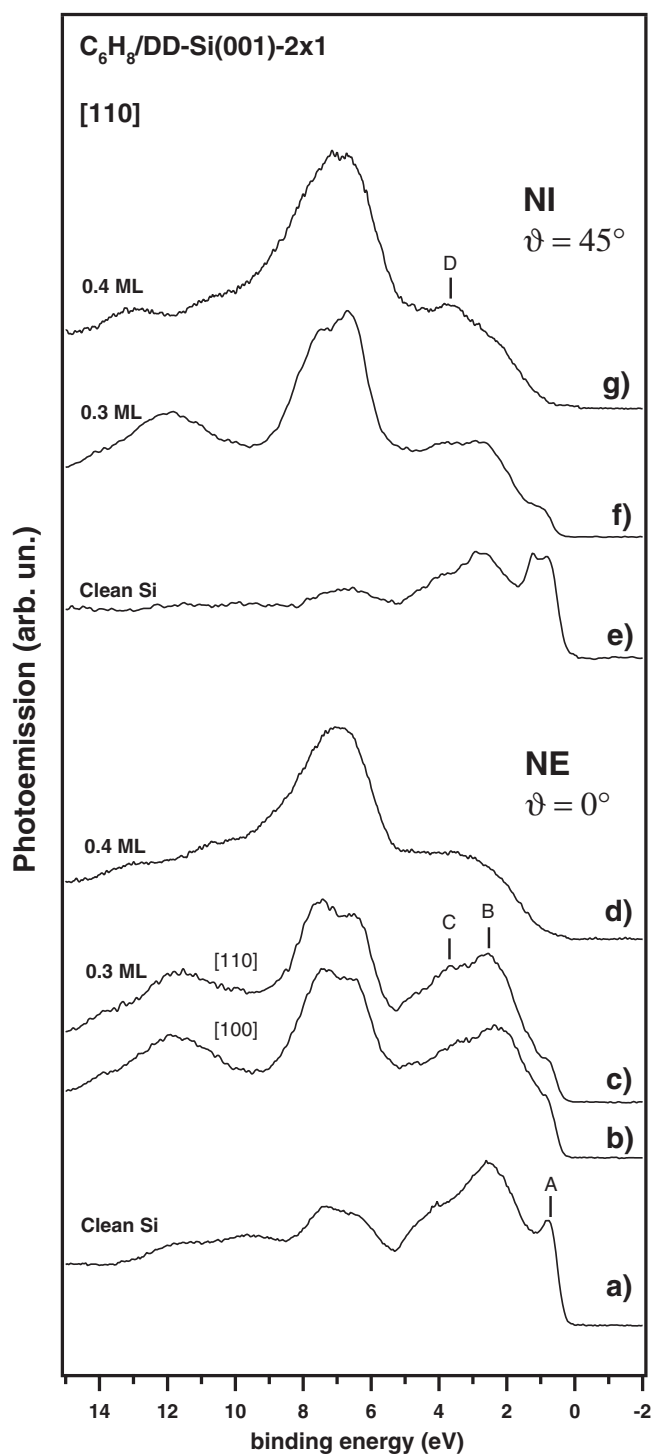 C₆H₈/DD-Si(001)-2x1
[110]
NI
ϑ = 45°
D
0.4 ML
g)
0.3 ML
f)
Clean Si
e)
NE
ϑ = 0°
0.4 ML
d)
C B
0.3 ML [110]
[100]
c)
b)
A
Clean Si
a)
Photoemission (arb. un.)
14 12 10 8 6 4 2 0 -2
binding energy (eV)